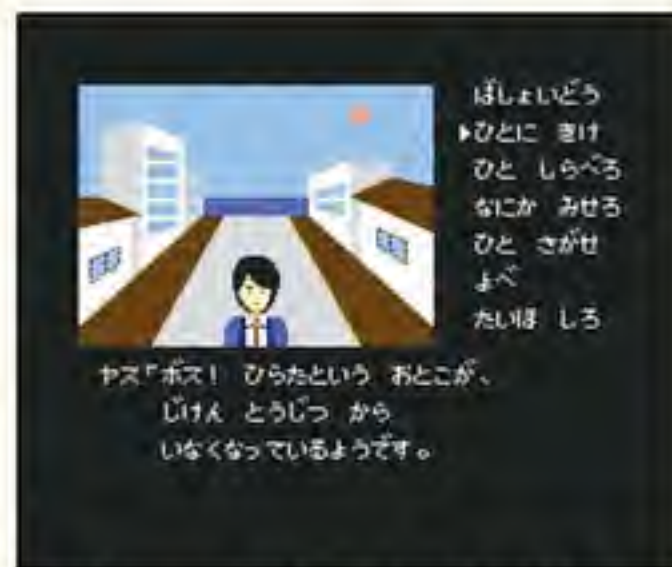 ばしょいどう
▶ひとに きけ
ひと しらべろ
なにか みせろ
ひと さがせ
よべ
たいほ しろ
ヤス「ボス! ひらたという おとこが、
じけん とうじつ から
いなくなっているようです。